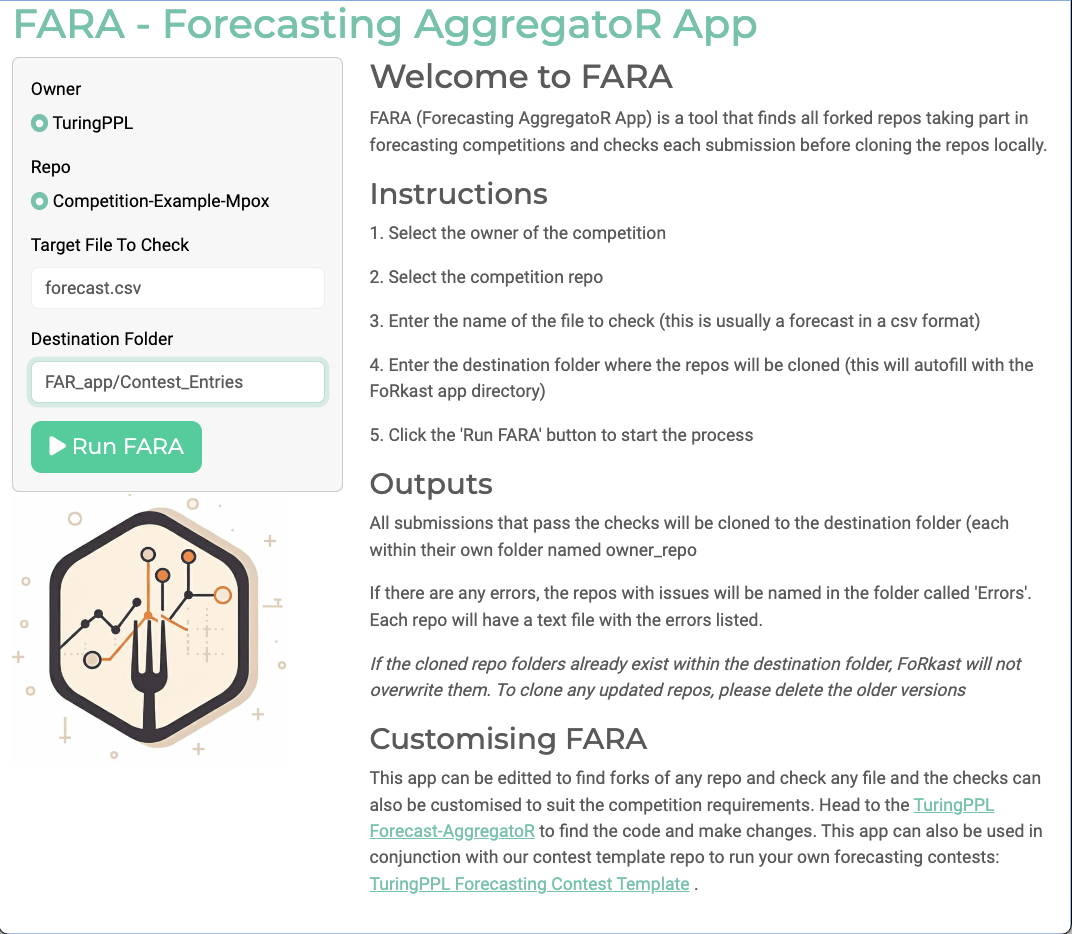 FARA - Forecasting AggregatoR App
Owner
TuringPPL
Repo
Competition-Example-Mpox
Target File To Check
forecast.csv
Destination Folder
FAR_app/Contest_Entries
Run FARA
Welcome to FARA
FARA (Forecasting AggregatoR App) is a tool that finds all forked repos taking part in
forecasting competitions and checks each submission before cloning the repos locally.
Instructions
1. Select the owner of the competition
2. Select the competition repo
3. Enter the name of the file to check (this is usually a forecast in a csv format)
4. Enter the destination folder where the repos will be cloned (this will autofill with the
FoRkast app directory)
5. Click the 'Run FARA' button to start the process
Outputs
All submissions that pass the checks will be cloned to the destination folder (each
within their own folder named owner_repo
If there are any errors, the repos with issues will be named in the folder called 'Errors'.
Each repo will have a text file with the errors listed.
If the cloned repo folders already exist within the destination folder, FoRkast will not
overwrite them. To clone any updated repos, please delete the older versions
Customising FARA
This app can be editted to find forks of any repo and check any file and the checks can
also be customised to suit the competition requirements. Head to the TuringPPL
Forecast-AggregatoR to find the code and make changes. This app can also be used in
conjunction with our contest template repo to run your own forecasting contests:
TuringPPL Forecasting Contest Template .